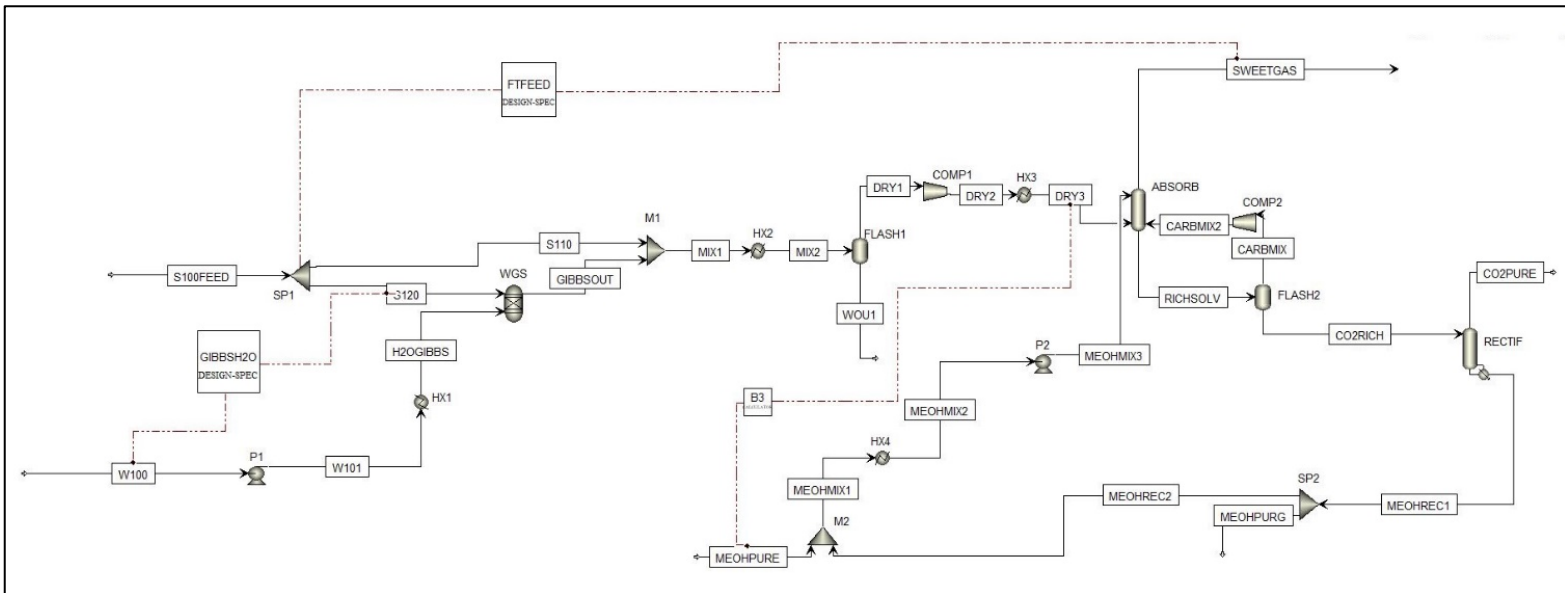 SWEETGAS
FTFEED
DESIGN-SPEC
DRY1
COMP1
DRY2
HX3
DRY3
ABSORB
COMP2
CARBMIX2
CARBMIX
M1
S110
MIX1
HX2
MIX2
FLASH1
S100FEED
SP1
GIBBSOUT
WGS
S120
WOU1
RICHSOLV
FLASH2
CO2PURE
CO2RICH
RECTIF
GIBBSH2O
DESIGN-SPEC
H2OGIBBS
P2
MEOHMIX3
HX1
B3
CALCULATOR
MEOHMIX2
HX4
W100
P1
W101
MEOHMIX1
MEOHREC2
SP2
MEOHREC1
MEOHPURG
M2
MEOHPURE